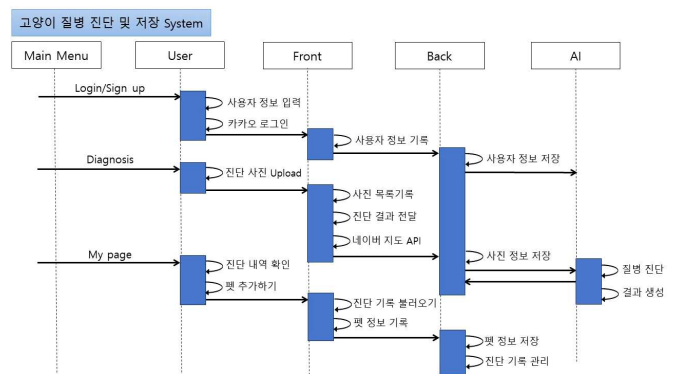 고양이 질병 진단 및 저장 System
Main Menu
User
Front
Back
AI
Login/Sign up
사용자 정보 입력
카카오 로그인
사용자 정보 기록
사용자 정보 저장
Diagnosis
진단 사진 Upload
사진 목록기록
진단 결과 전달
네이버 지도 API
My page
진단 내역 확인
펫 추가하기
사진 정보 저장
질병 진단
결과 생성
진단 기록 불러오기
펫 정보 기록
펫 정보 저장
진단 기록 관리